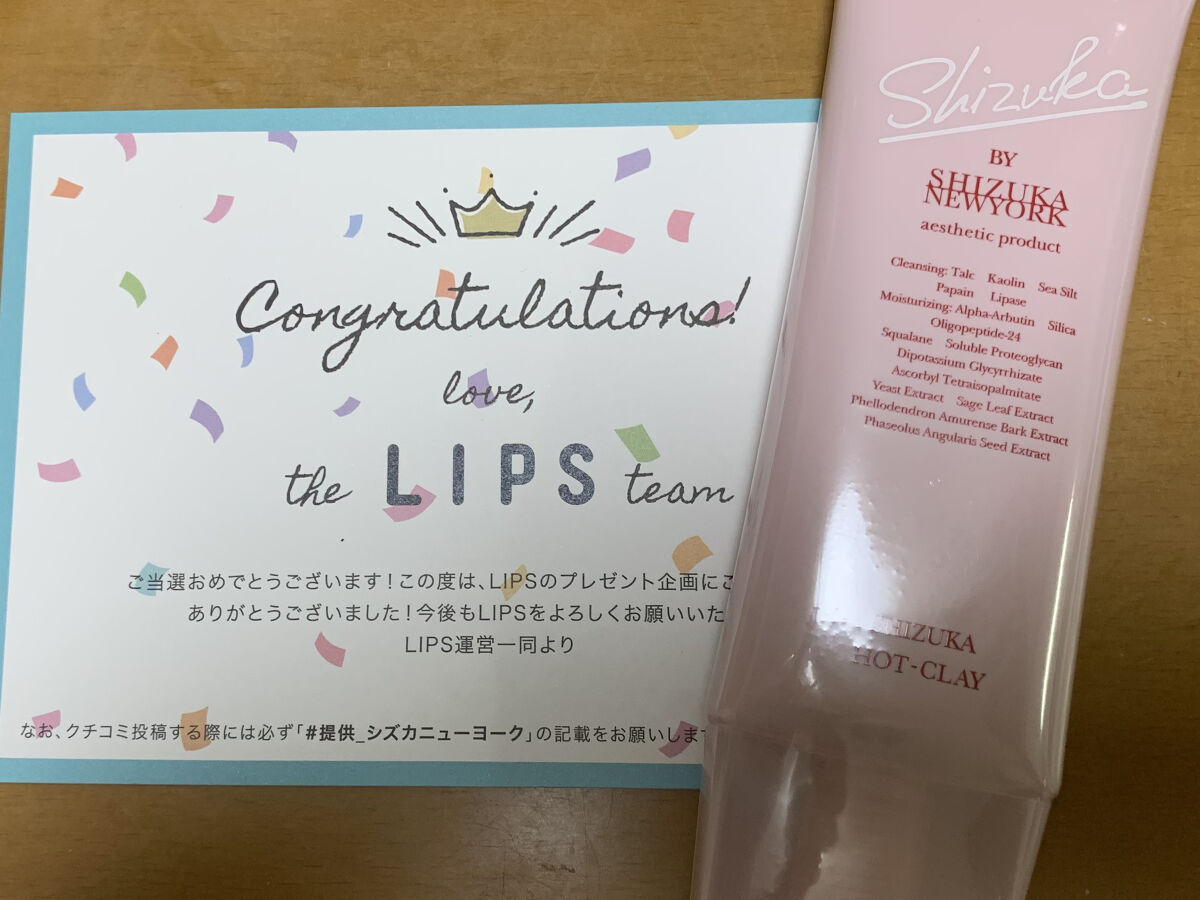 Congratulations!
love,
the LIPS team
ご当選おめでとうございます！この度は、LIPSのプレゼント企画にご
ありがとうございました！今後もLIPSをよろしくお願いいた
LIPS運営一同より
なお、クチコミ投稿する際には必ず「#提供_シズカニューヨーク」の記載をお願いします
Shizuka
BY
SHIZUKA
NEWYORK
aesthetic product
Cleansing: Talc Kaolin Sea Silt
Papain Lipase
Moisturizing: Alpha-Arbutin Silica
Oligopeptide-24
Squalane Soluble Proteoglycan
Dipotassium Glycyrrhizate
Ascorbyl Tetraisopalmitate
Yeast Extract Sage Leaf Extract
Phellodendron Amurense Bark Extract
Phaseolus Angularis Seed Extract
SHIZUKA
HOT-CLAY